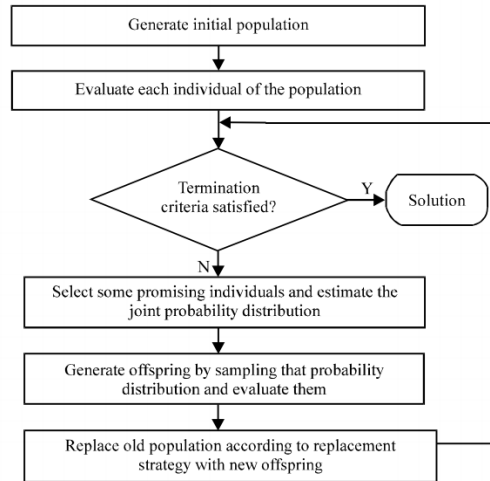 Generate initial population
Evaluate each individual of the population
Termination
criteria satisfied?
Y
Solution
N
Select some promising individuals and estimate the
joint probability distribution
Generate offspring by sampling that probability
distribution and evaluate them
Replace old population according to replacement
strategy with new offspring